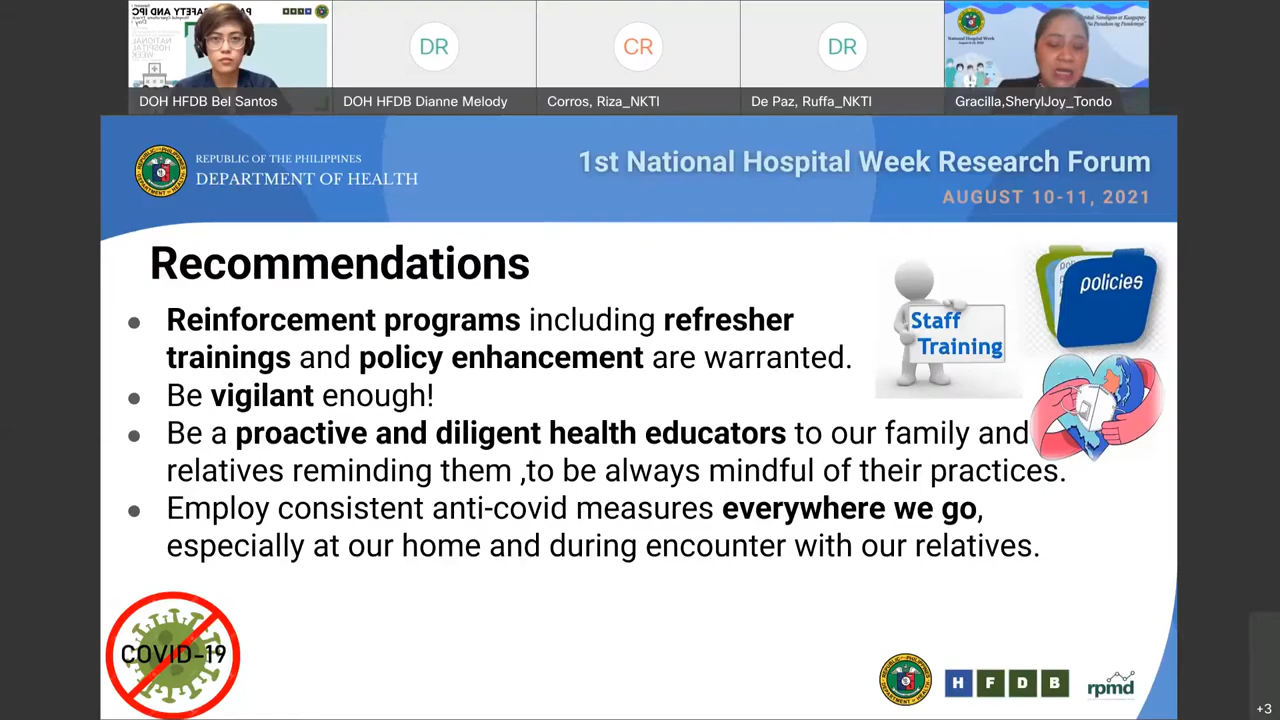 DOH HFDB Bel Santos
DR
DOH HFDB Dianne Melody
CR
Corros, Riza_NKTI
DR
De Paz, Ruffa_NKTI
National Hospital Week
Gracilla,SherylJoy_Tondo
REPUBLIC OF THE PHILIPPINES
DEPARTMENT OF HEALTH
1st National Hospital Week Research Forum
AUGUST 10-11, 2021
Recommendations
● Reinforcement programs including refresher
trainings and policy enhancement are warranted.
● Be vigilant enough!
● Be a proactive and diligent health educators to our family and
relatives reminding them ,to be always mindful of their practices.
● Employ consistent anti-covid measures everywhere we go,
especially at our home and during encounter with our relatives.
Staff
Training
policies
COVID-19
H F D B
rpmd
+3